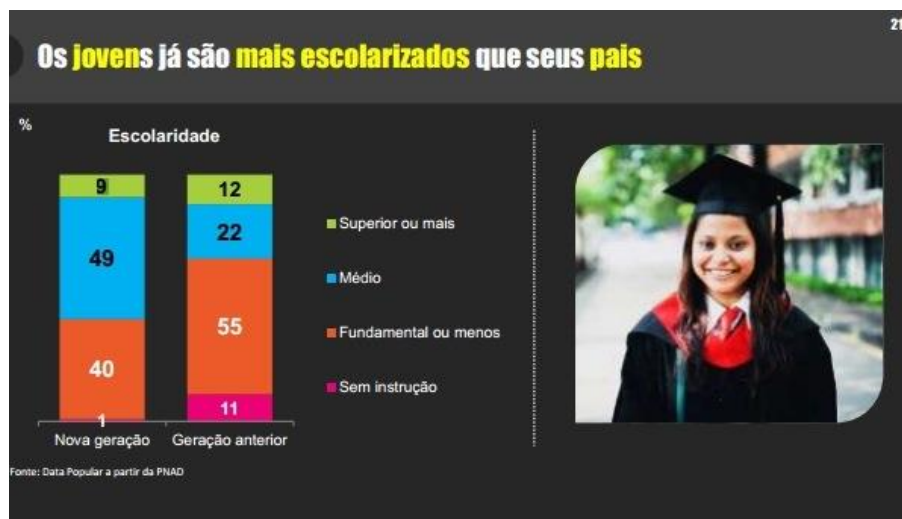 21
Os jovens já são mais escolarizados que seus pais
%
Escolaridade
9
12
49
22
40
55
1
11
Superior ou mais
Médio
Fundamental ou menos
Sem instrução
Nova geração
Geração anterior
Fonte: Data Popular a partir da PNAD